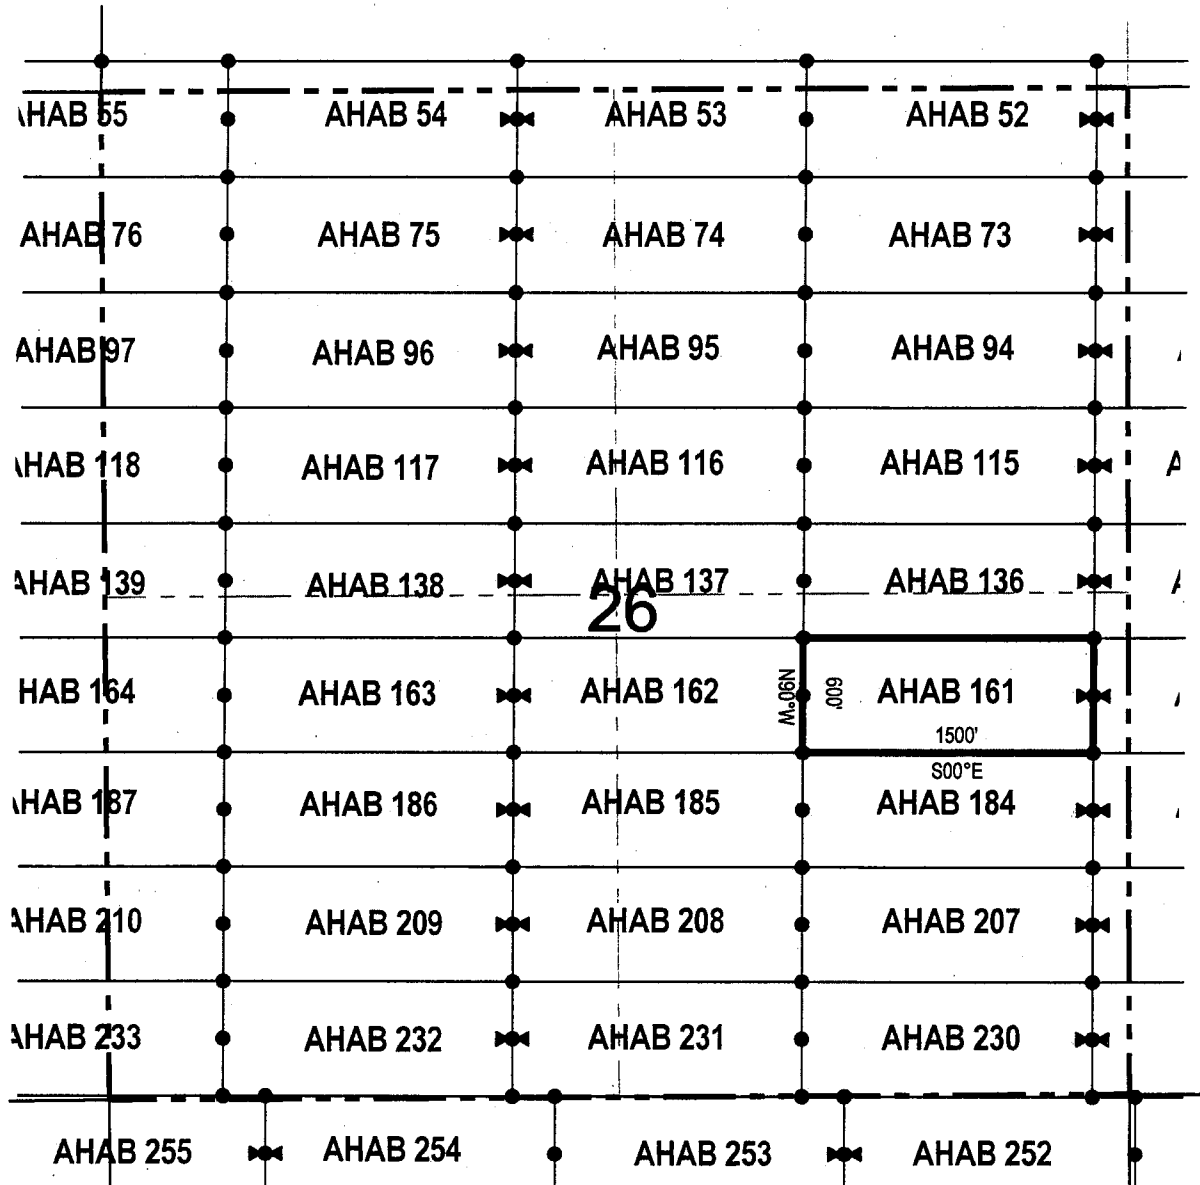 AHAB 55 AHAB 54 AHAB 53 AHAB 52
AHAB 76 AHAB 75 AHAB 74 AHAB 73
AHAB 97 AHAB 96 AHAB 95 AHAB 94
AHAB 118 AHAB 117 AHAB 116 AHAB 115
AHAB 139 AHAB 138 AHAB 137 AHAB 136
26
HAB 164 AHAB 163 AHAB 162 N90°W 600' AHAB 161
1500'
S00°E
AHAB 187 AHAB 186 AHAB 185 AHAB 184
AHAB 210 AHAB 209 AHAB 208 AHAB 207
AHAB 233 AHAB 232 AHAB 231 AHAB 230
AHAB 255 AHAB 254 AHAB 253 AHAB 252